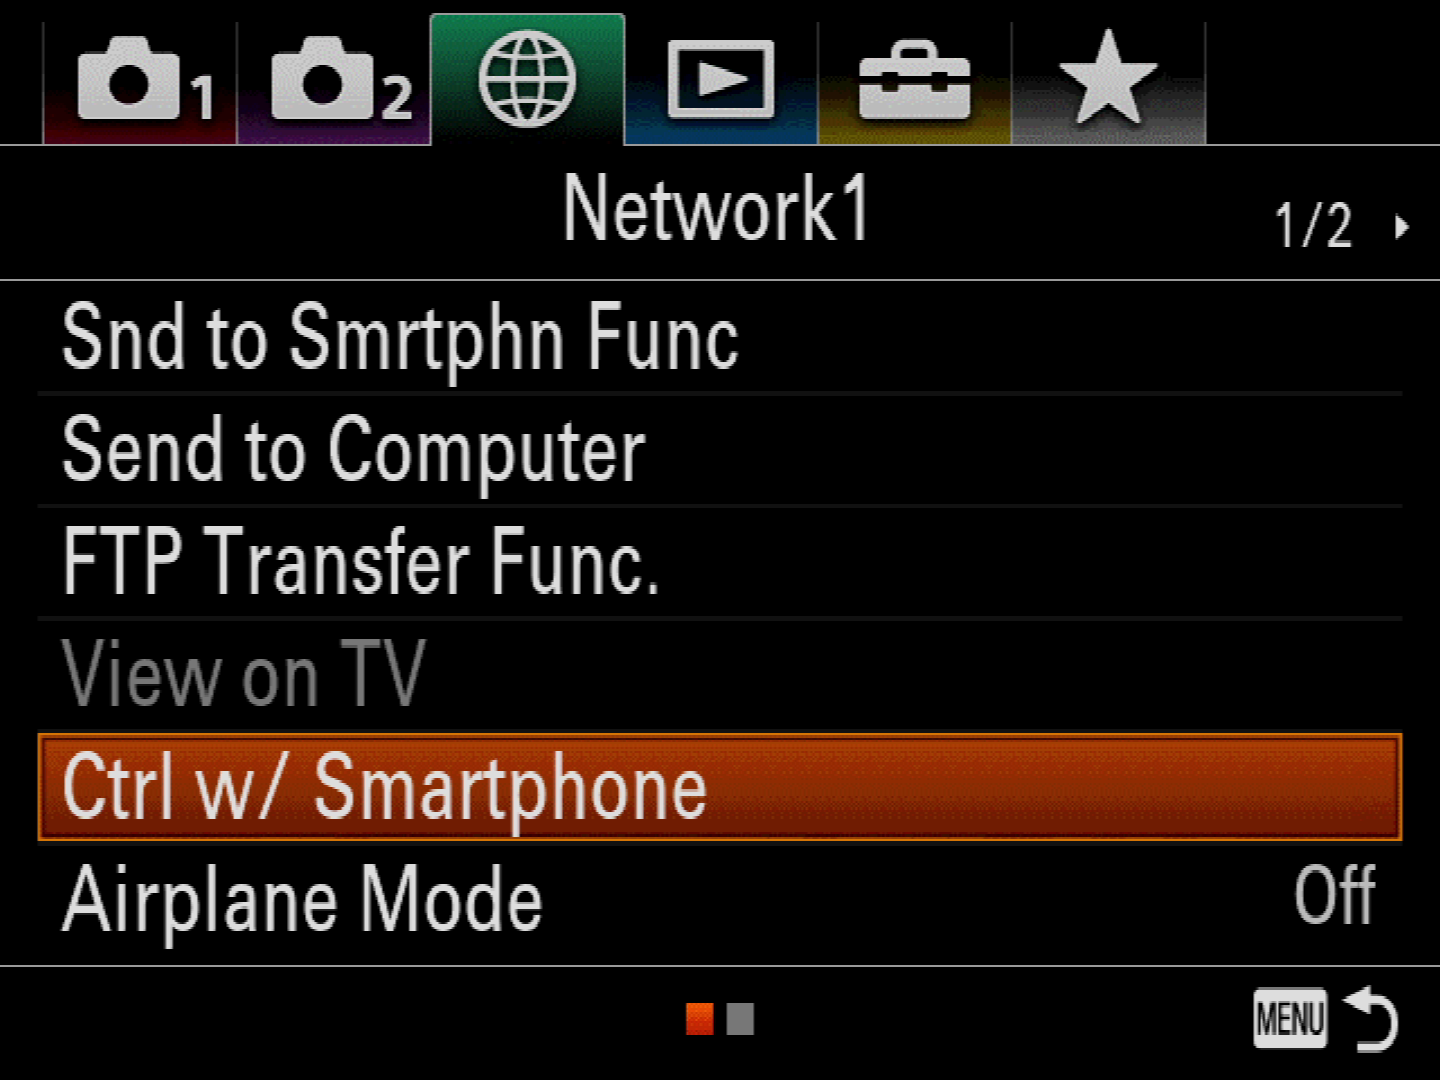 1
2
Network1
1/2
Snd to Smrtphn Func
Send to Computer
FTP Transfer Func.
View on TV
Ctrl w/ Smartphone
Airplane Mode Off
MENU